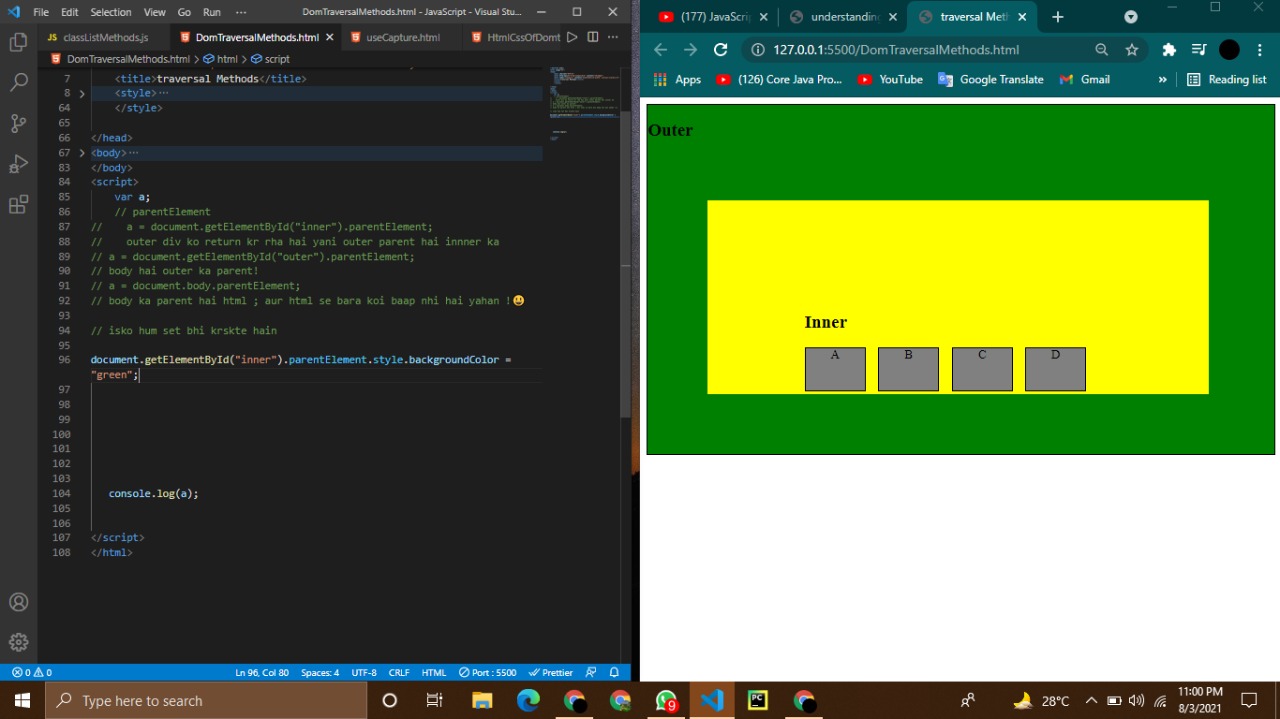 File Edit Selection View Go Run ··· DomTraversalMethods.html - JavaScript - Visual Stu...
JS classListMethods.js DomTraversalMethods.html useCapture.html HtmlCssOfDomt ···
DomTraversalMethods.html > html > script
7 <title>traversal Methods</title>
8 <style>···
64 </style>
65
66 </head>
67 <body>···
83 </body>
84 <script>
85 var a;
86 // parentElement
87 // a = document.getElementById("inner").parentElement;
88 // outer div ko return kr rha hai yani outer parent hai innner ka
89 // a = document.getElementById("outer").parentElement;
90 // body hai outer ka parent!
91 // a = document.body.parentElement;
92 // body ka parent hai html ; aur html se bara koi baap nhi hai yahan !😃
93
94 // isko hum set bhi krskte hain
95
96 document.getElementById("inner").parentElement.style.backgroundColor =
"green";
97
98
99
100
101
102
103
104 console.log(a);
105
106
107 </script>
108 </html>
0 0 Ln 96, Col 80 Spaces: 4 UTF-8 CRLF HTML Port : 5500 Prettier
(177) JavaScri understanding traversal Meth
127.0.0.1:5500/DomTraversalMethods.html
Apps (126) Core Java Pro... YouTube Google Translate Gmail » Reading list
Outer
Inner
A B C D
Type here to search
PC
9
28°C
11:00 PM
8/3/2021